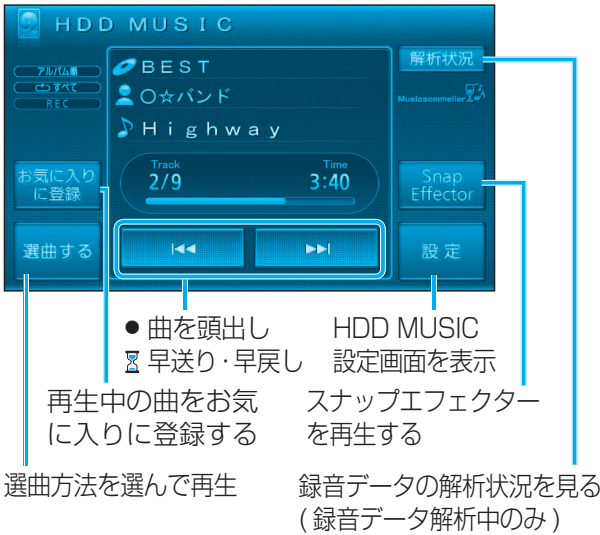 HDD MUSIC
アルバム順
すべて
REC
BEST
○☆バンド
Highway
解析状況
Musicsommelier
Track
2/9
Time
3:40
お気に入り
に登録
Snap
Effector
選曲する
設定
● 曲を頭出し
早送り・早戻し
HDD MUSIC
設定画面を表示
再生中の曲をお気
に入りに登録する
スナップエフェクター
を再生する
選曲方法を選んで再生
録音データの解析状況を見る
(録音データ解析中のみ)